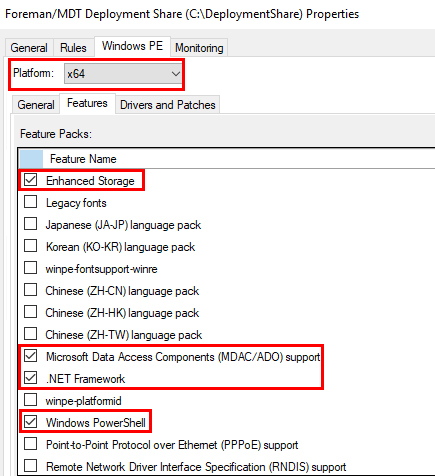 Foreman/MDT Deployment Share (C:\DeploymentShare) Properties
General Rules Windows PE Monitoring
Platform: x64
General Features Drivers and Patches
Feature Packs:
Feature Name
Enhanced Storage
Legacy fonts
Japanese (JA-JP) language pack
Korean (KO-KR) language pack
winpe-fontsupport-winre
Chinese (ZH-CN) language pack
Chinese (ZH-HK) language pack
Chinese (ZH-TW) language pack
Microsoft Data Access Components (MDAC/ADO) support
.NET Framework
winpe-platformid
Windows PowerShell
Point-to-Point Protocol over Ethernet (PPPoE) support
Remote Network Driver Interface Specification (RNDIS) support